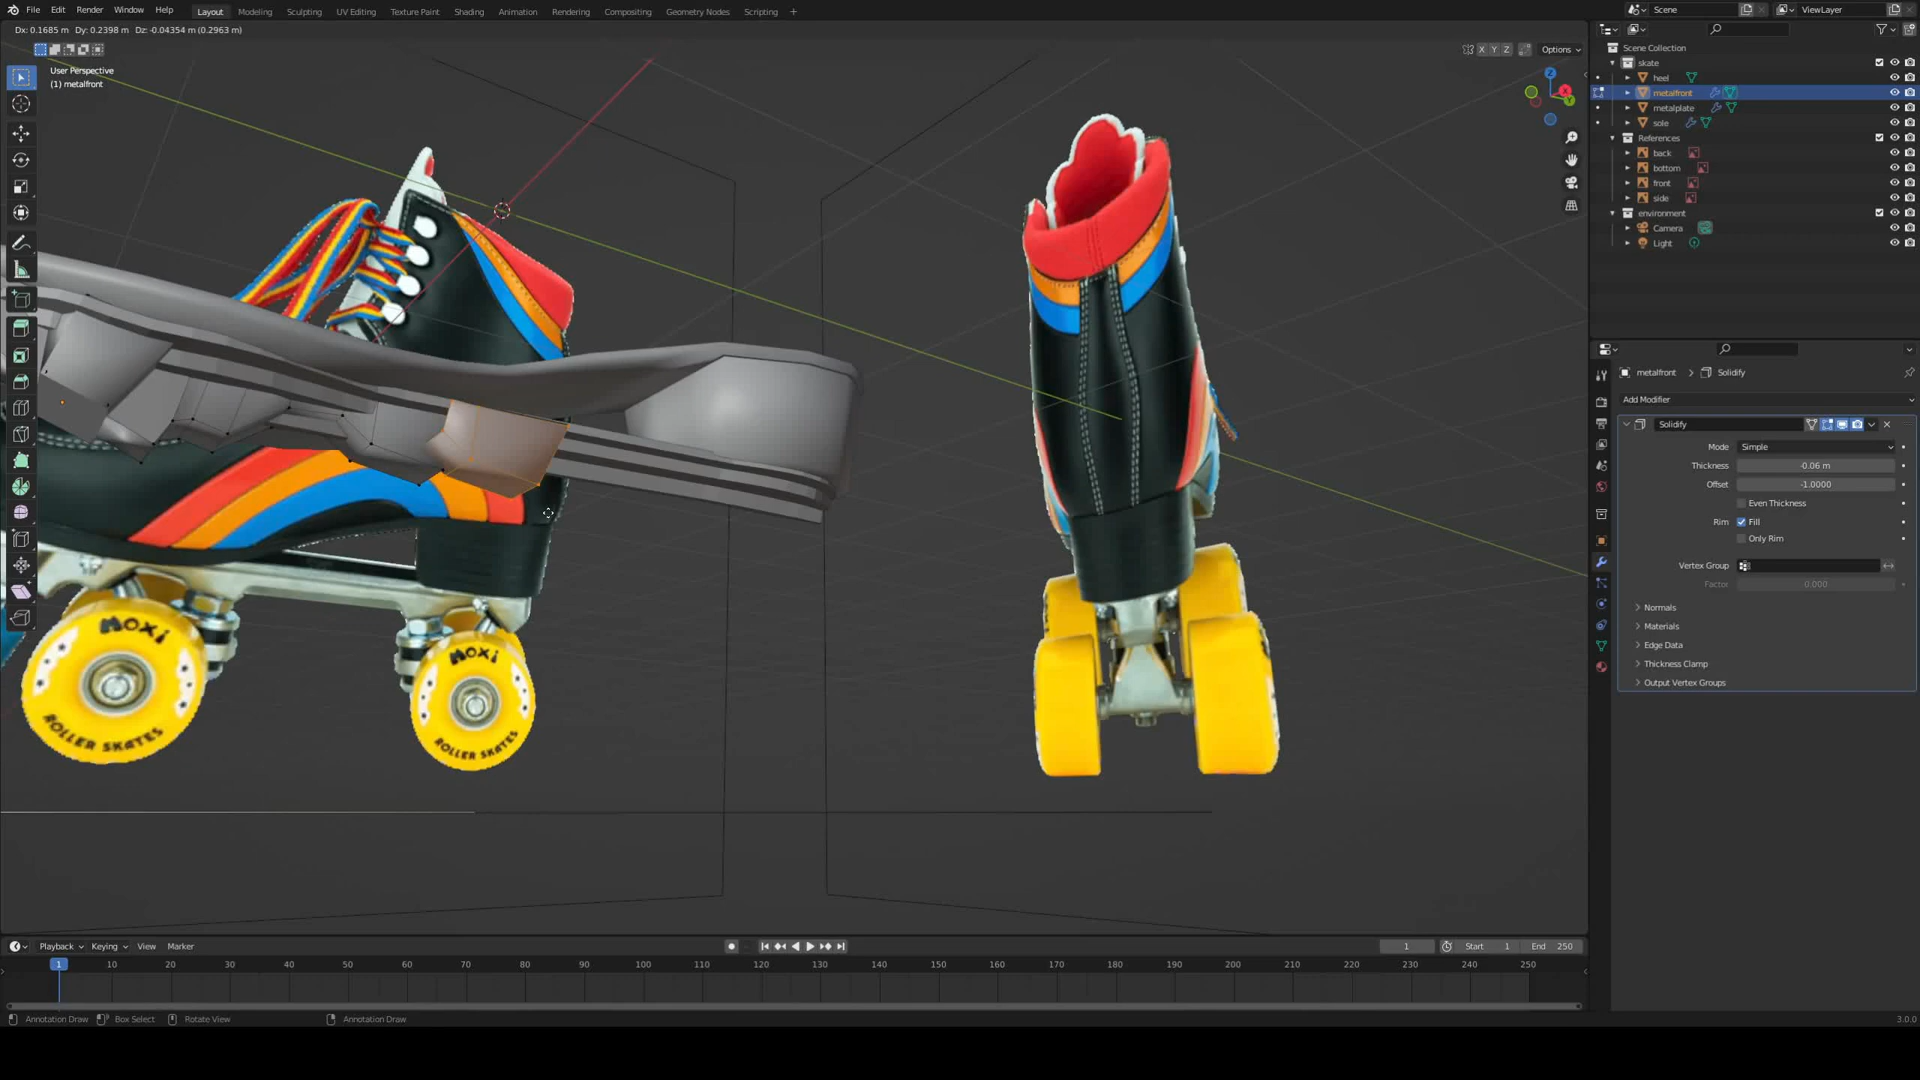 File Edit Render Window Help Layout Modeling Sculpting UV Editing Texture Paint Shading Animation Rendering Compositing Geometry Nodes Scripting + Scene ViewLayer
Dx: 0.1685 m Dy: 0.2398 m Dz: -0.04354 m (0.2963 m)
X Y Z Options
User Perspective
(1) metalfront
Z
X
Y
MOXI
ROLLER SKATES
MOXI
ROLLER SKATES
Scene Collection
skate
heel
metalfront
metalplate
sole
References
back
bottom
front
side
environment
Camera
Light
metalfront > Solidify
Add Modifier
Solidify
Mode Simple
Thickness -0.06 m
Offset -1.0000
Even Thickness
Rim Fill
Only Rim
Vertex Group
Factor 0.000
Normals
Materials
Edge Data
Thickness Clamp
Output Vertex Groups
Playback Keying View Marker 1 Start 1 End 250
1 10 20 30 40 50 60 70 80 90 100 110 120 130 140 150 160 170 180 190 200 210 220 230 240 250
Annotation Draw Box Select Rotate View Annotation Draw 3.0.0